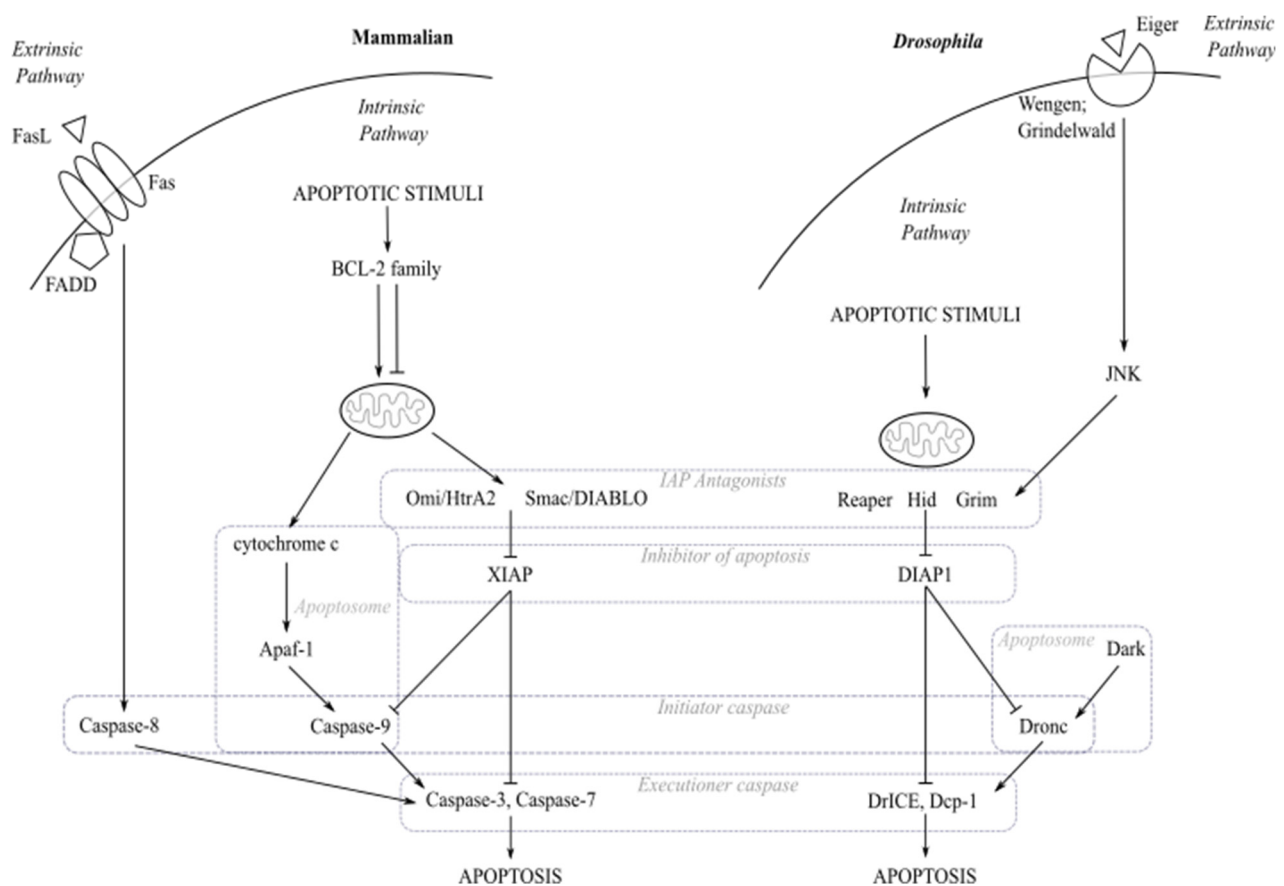 Mammalian
Extrinsic
Pathway
FasL
Fas
FADD
Intrinsic
Pathway
APOPTOTIC STIMULI
BCL-2 family
Drosophila
Eiger
Extrinsic
Pathway
Wengen;
Grindelwald
Intrinsic
Pathway
APOPTOTIC STIMULI
JNK
IAP Antagonists
Omi/HtrA2 Smac/DIABLO
Reaper Hid Grim
cytochrome c
Inhibitor of apoptosis
XIAP
DIAP1
Apoptosome
Apaf-1
Apoptosome
Dark
Initiator caspase
Caspase-8
Caspase-9
Dronc
Executioner caspase
Caspase-3, Caspase-7
DrICE, Dcp-1
APOPTOSIS
APOPTOSIS